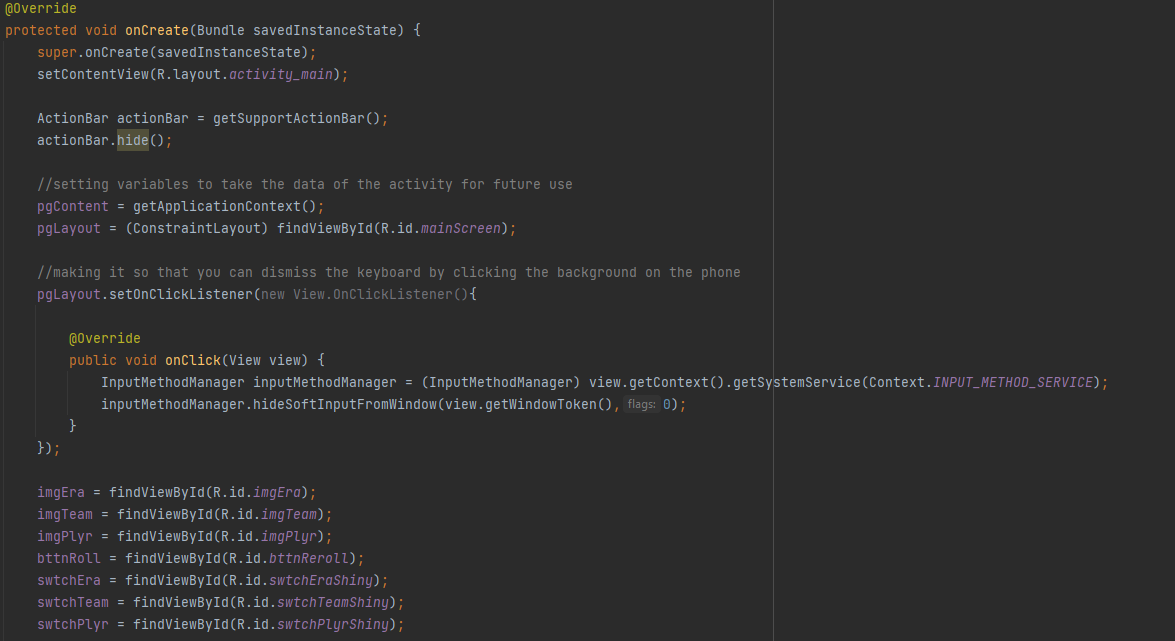 @Override
protected void onCreate(Bundle savedInstanceState) {
super.onCreate(savedInstanceState);
setContentView(R.layout.activity_main);
ActionBar actionBar = getSupportActionBar();
actionBar.hide();
//setting variables to take the data of the activity for future use
pgContent = getApplicationContext();
pgLayout = (ConstraintLayout) findViewById(R.id.mainScreen);
//making it so that you can dismiss the keyboard by clicking the background on the phone
pgLayout.setOnClickListener(new View.OnClickListener(){
@Override
public void onClick(View view) {
InputMethodManager inputMethodManager = (InputMethodManager) view.getContext().getSystemService(Context.INPUT_METHOD_SERVICE);
inputMethodManager.hideSoftInputFromWindow(view.getWindowToken(), flags: 0);
}
});
imgEra = findViewById(R.id.imgEra);
imgTeam = findViewById(R.id.imgTeam);
imgPlyr = findViewById(R.id.imgPlyr);
bttnRoll = findViewById(R.id.bttnReroll);
swtchEra = findViewById(R.id.swtchEraShiny);
swtchTeam = findViewById(R.id.swtchTeamShiny);
swtchPlyr = findViewById(R.id.swtchPlyrShiny);